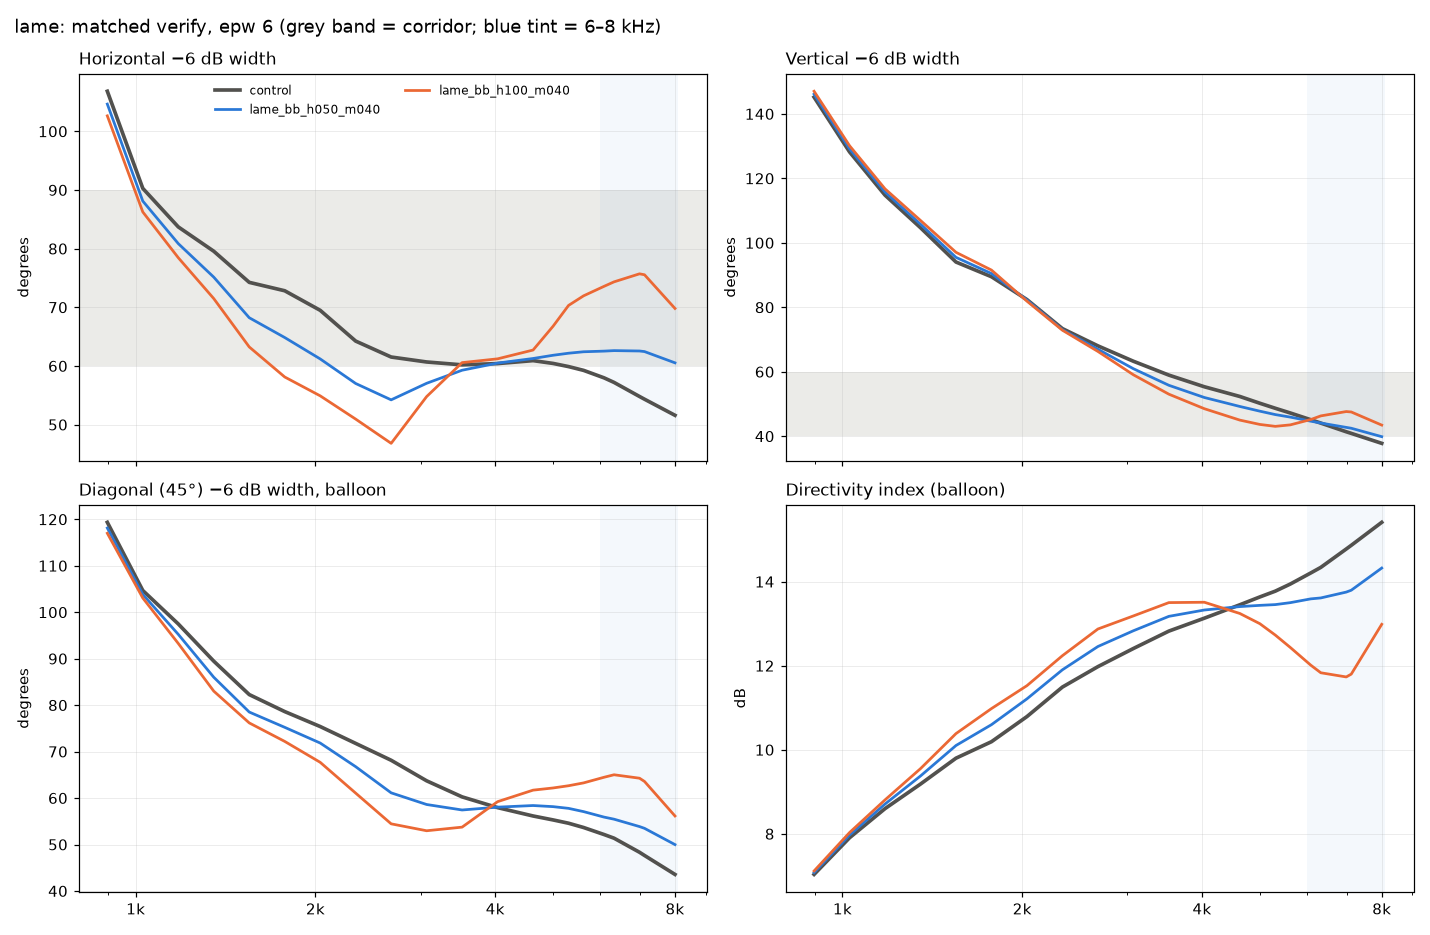 lame: matched verify, epw 6 (grey band = corridor; blue tint = 6–8 kHz)
Horizontal −6 dB width
control
lame_bb_h050_m040
lame_bb_h100_m040
degrees
100
90
80
70
60
50
Vertical −6 dB width
degrees
140
120
100
80
60
40
Diagonal (45°) −6 dB width, balloon
degrees
120
110
100
90
80
70
60
50
40
1k
2k
4k
8k
Directivity index (balloon)
dB
14
12
10
8
1k
2k
4k
8k